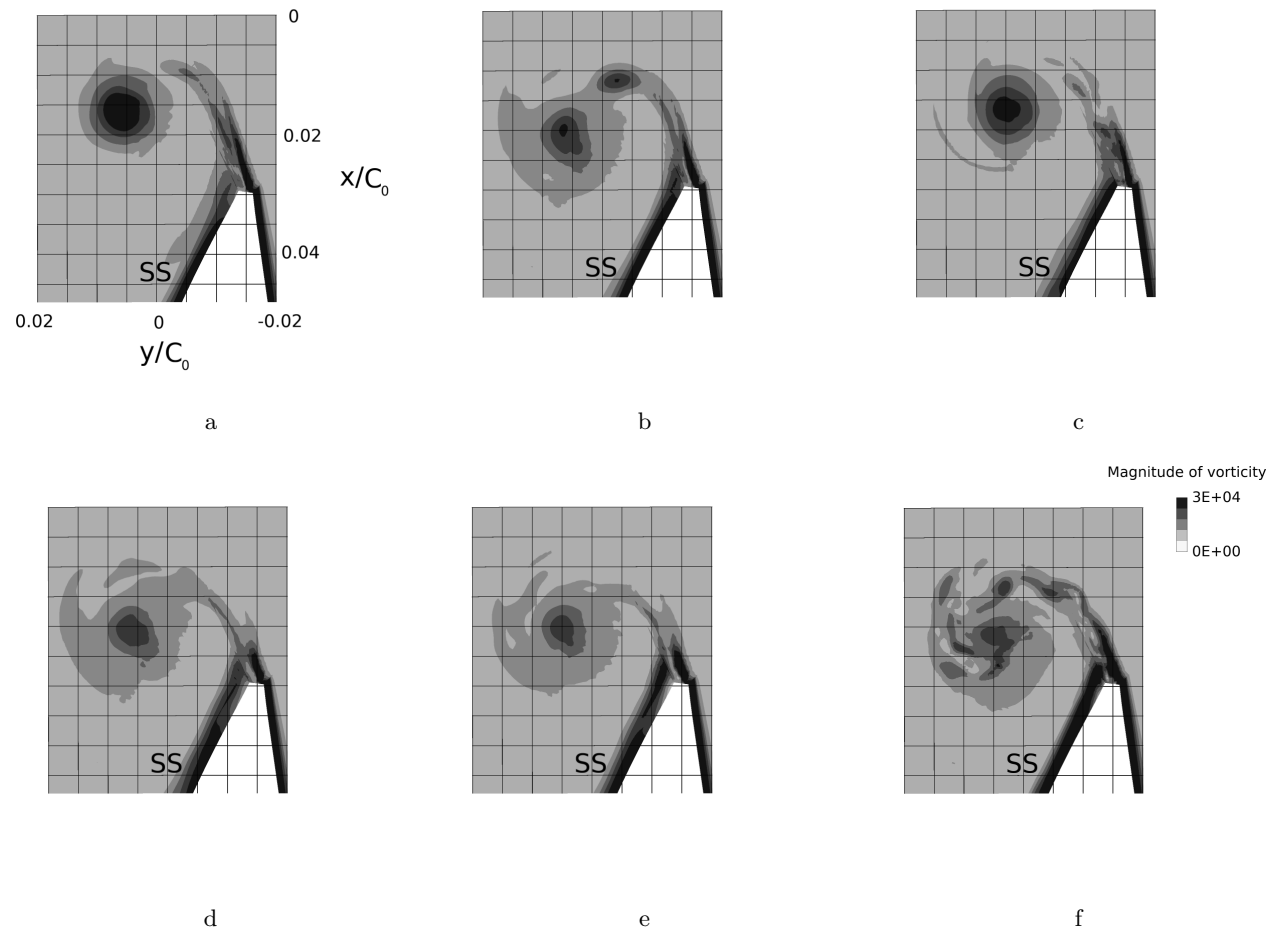 0
0.02
x/C₀
0.04
SS
SS
SS
0.02
0
-0.02
y/C₀
a
b
c
Magnitude of vorticity
3E+04
0E+00
SS
SS
SS
d
e
f